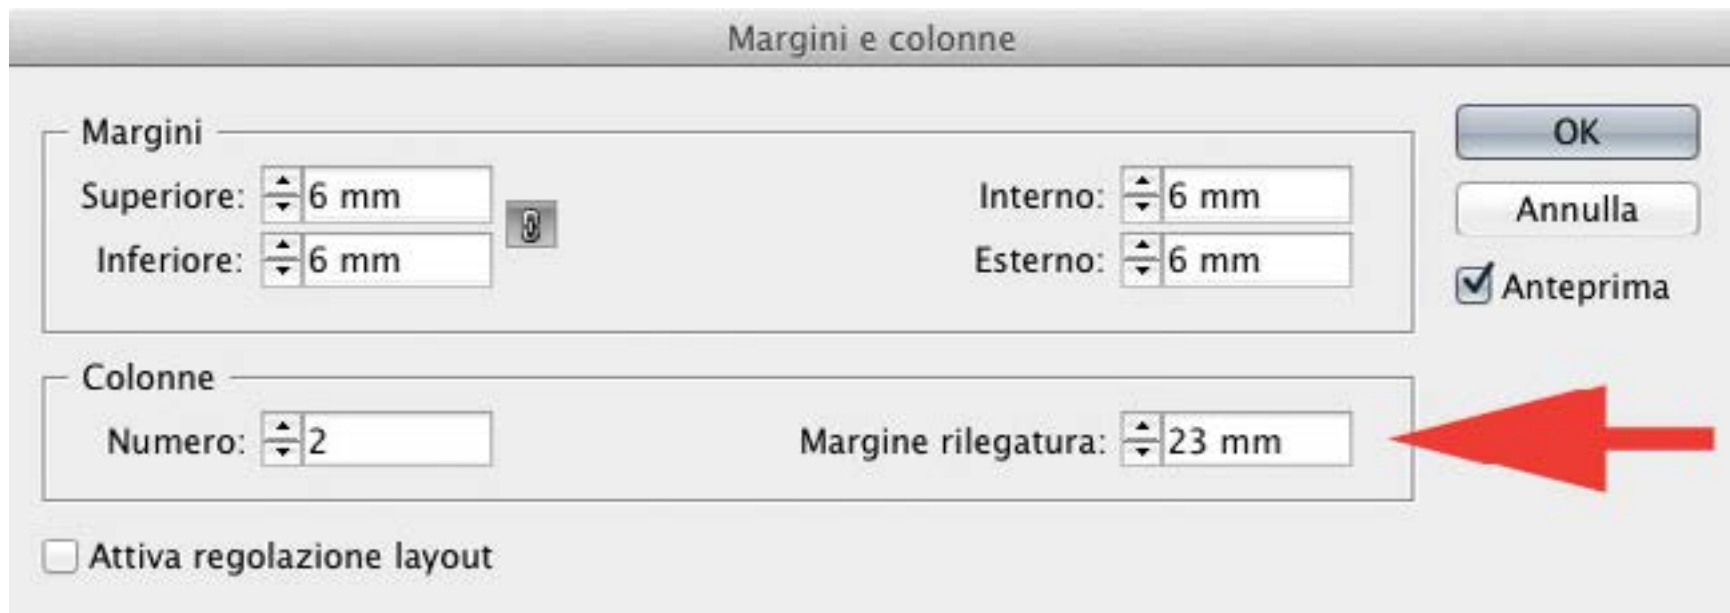 Margini e colonne
Margini
Superiore: 6 mm
Interno: 6 mm
Inferiore: 6 mm
Esterno: 6 mm
Colonne
Numero: 2
Margine rilegatura: 23 mm
Attiva regolazione layout
OK
Annulla
Anteprima